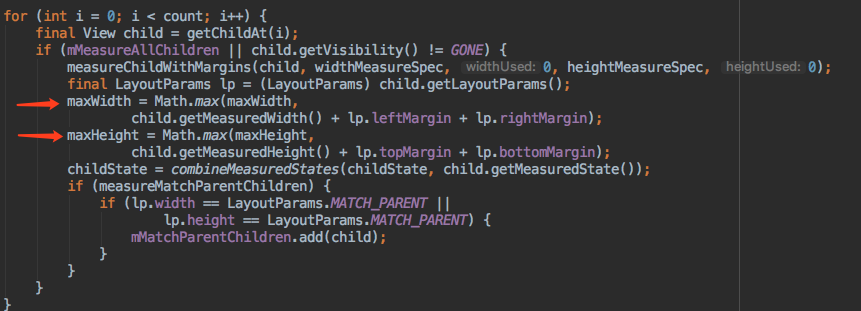 for (int i = 0; i < count; i++) {
    final View child = getChildAt(i);
    if (mMeasureAllChildren || child.getVisibility() != GONE) {
        measureChildWithMargins(child, widthMeasureSpec, widthUsed: 0, heightMeasureSpec, heightUsed: 0);
        final LayoutParams lp = (LayoutParams) child.getLayoutParams();
        maxWidth = Math.max(maxWidth,
                child.getMeasuredWidth() + lp.leftMargin + lp.rightMargin);
        maxHeight = Math.max(maxHeight,
                child.getMeasuredHeight() + lp.topMargin + lp.bottomMargin);
        childState = combineMeasuredStates(childState, child.getMeasuredState());
        if (measureMatchParentChildren) {
            if (lp.width == LayoutParams.MATCH_PARENT ||
                    lp.height == LayoutParams.MATCH_PARENT) {
                mMatchParentChildren.add(child);
            }
        }
    }
}